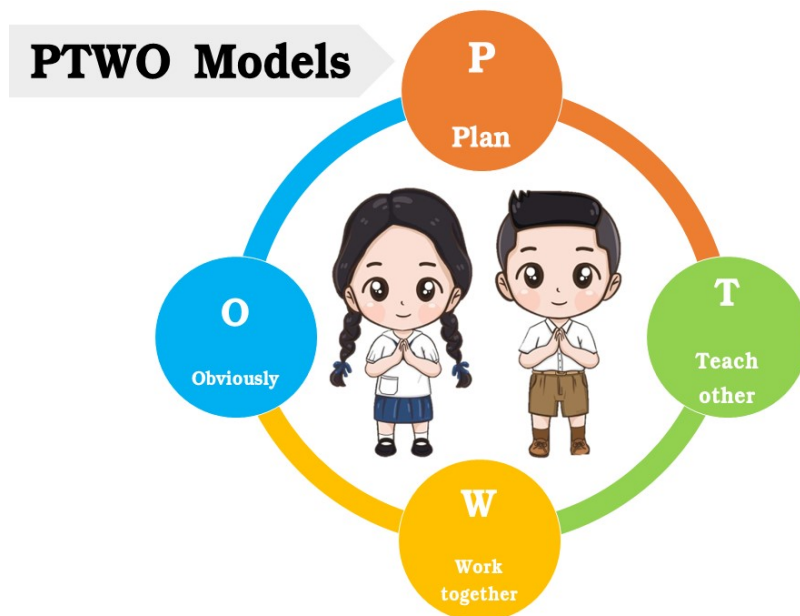 PTWO Models
P
Plan
T
Teach
other
W
Work
together
O
Obviously